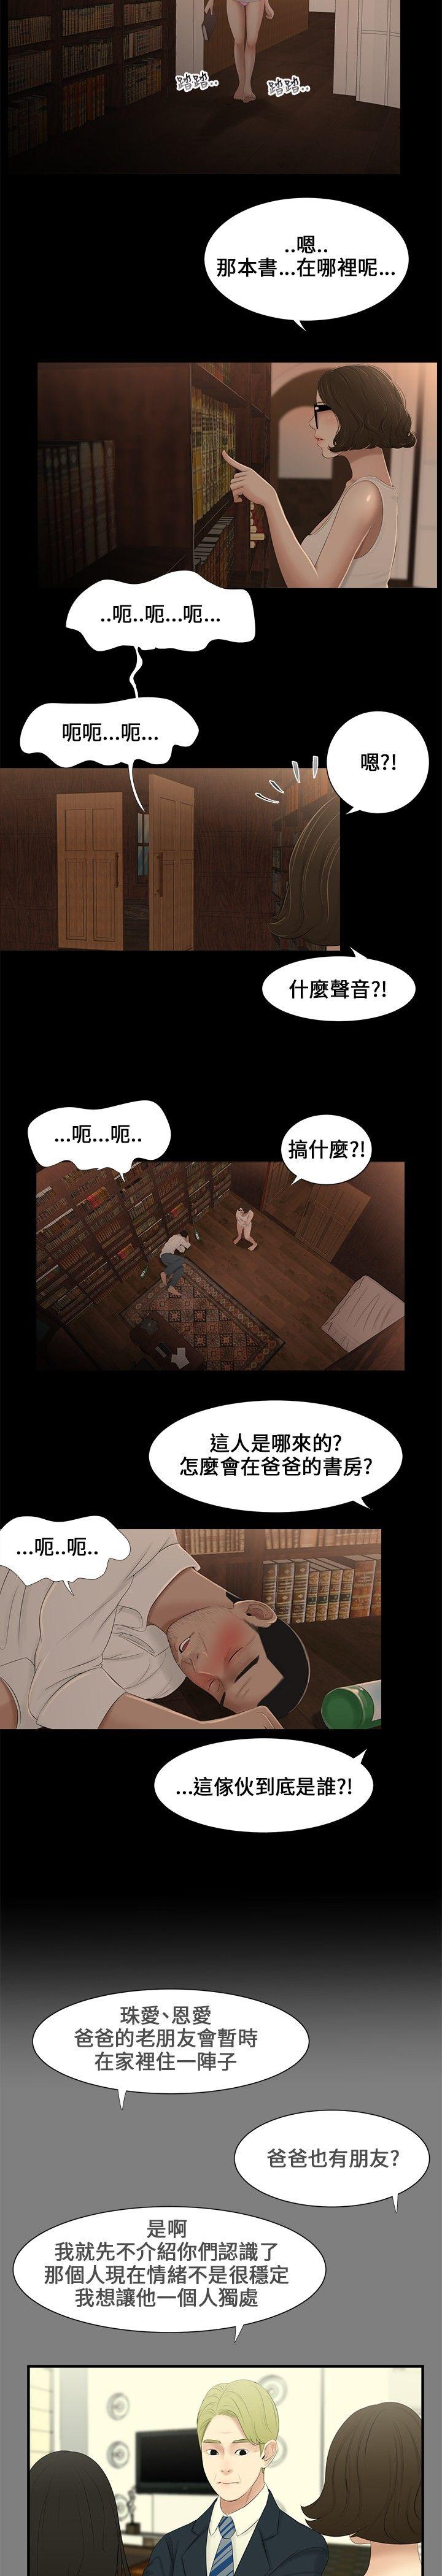 踏踏..
踏踏..
..嗯..
那本書...在哪裡呢...
..呃..呃...呃...
呃呃...呃...
嗯?!
什麼聲音?!
...呃...呃..
搞什麼?!
這人是哪來的?
怎麼會在爸爸的書房?
...呃..呃..
...這傢伙到底是誰?!
珠愛、恩愛
爸爸的老朋友會暫時
在家裡住一陣子
爸爸也有朋友?
是啊
我就先不介紹你們認識了
那個人現在情緒不是很穩定
我想讓他一個人獨處